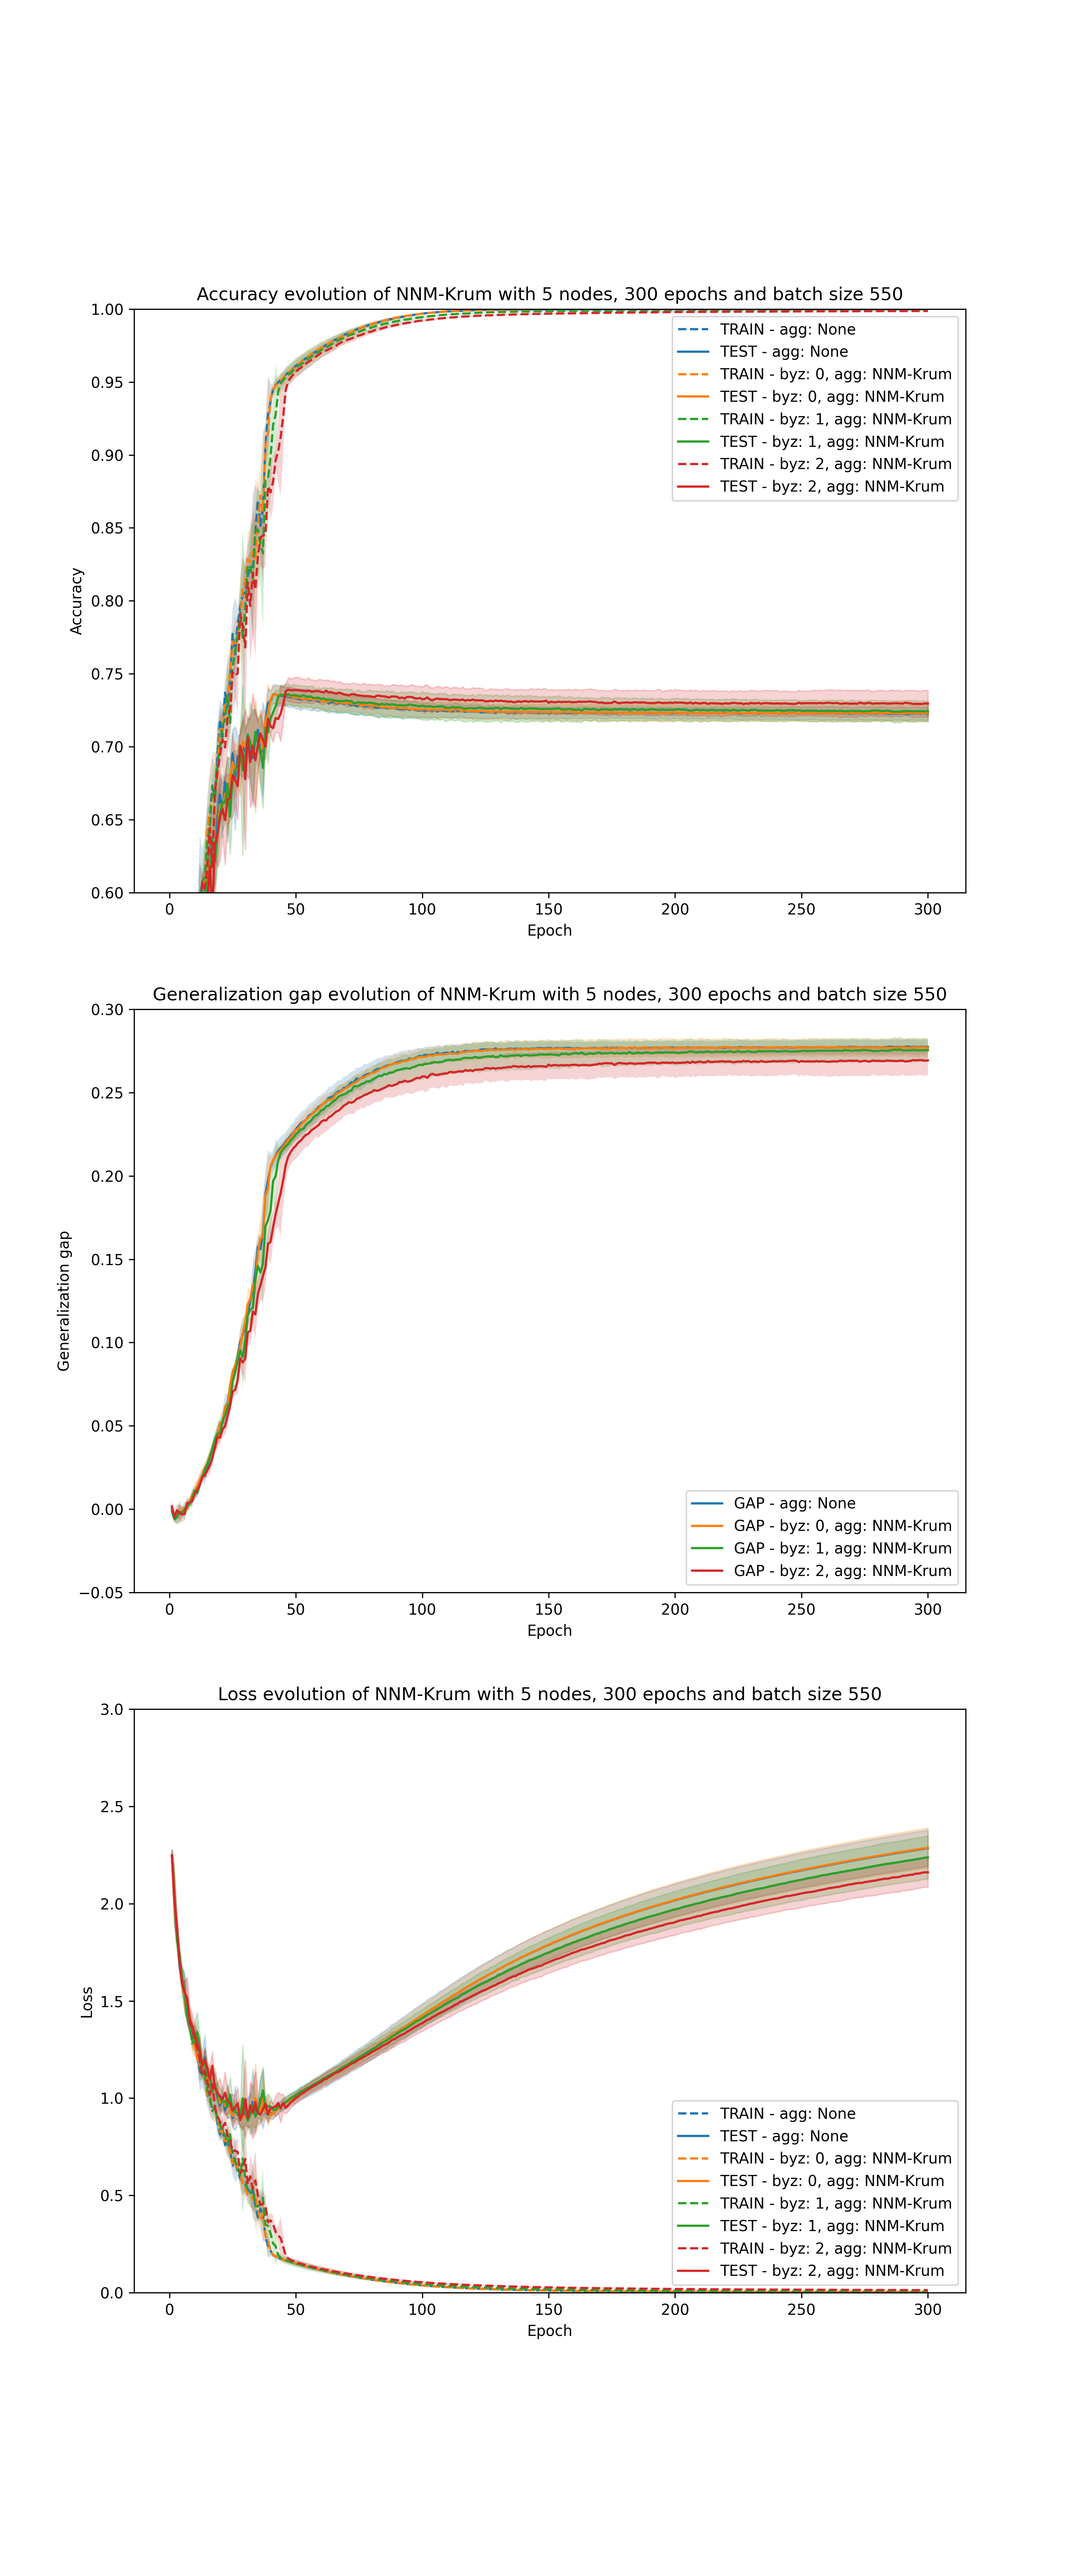 Accuracy evolution of NNM-Krum with 5 nodes, 300 epochs and batch size 550
1.00
0.95
0.90
0.85
0.80
0.75
0.70
0.65
0.60
Accuracy
TRAIN - agg: None
TEST - agg: None
TRAIN - byz: 0, agg: NNM-Krum
TEST - byz: 0, agg: NNM-Krum
TRAIN - byz: 1, agg: NNM-Krum
TEST - byz: 1, agg: NNM-Krum
TRAIN - byz: 2, agg: NNM-Krum
TEST - byz: 2, agg: NNM-Krum
0 50 100 150 200 250 300
Epoch
Generalization gap evolution of NNM-Krum with 5 nodes, 300 epochs and batch size 550
0.30
0.25
0.20
0.15
0.10
0.05
0.00
−0.05
Generalization gap
GAP - agg: None
GAP - byz: 0, agg: NNM-Krum
GAP - byz: 1, agg: NNM-Krum
GAP - byz: 2, agg: NNM-Krum
0 50 100 150 200 250 300
Epoch
Loss evolution of NNM-Krum with 5 nodes, 300 epochs and batch size 550
3.0
2.5
2.0
1.5
1.0
0.5
0.0
Loss
TRAIN - agg: None
TEST - agg: None
TRAIN - byz: 0, agg: NNM-Krum
TEST - byz: 0, agg: NNM-Krum
TRAIN - byz: 1, agg: NNM-Krum
TEST - byz: 1, agg: NNM-Krum
TRAIN - byz: 2, agg: NNM-Krum
TEST - byz: 2, agg: NNM-Krum
0 50 100 150 200 250 300
Epoch